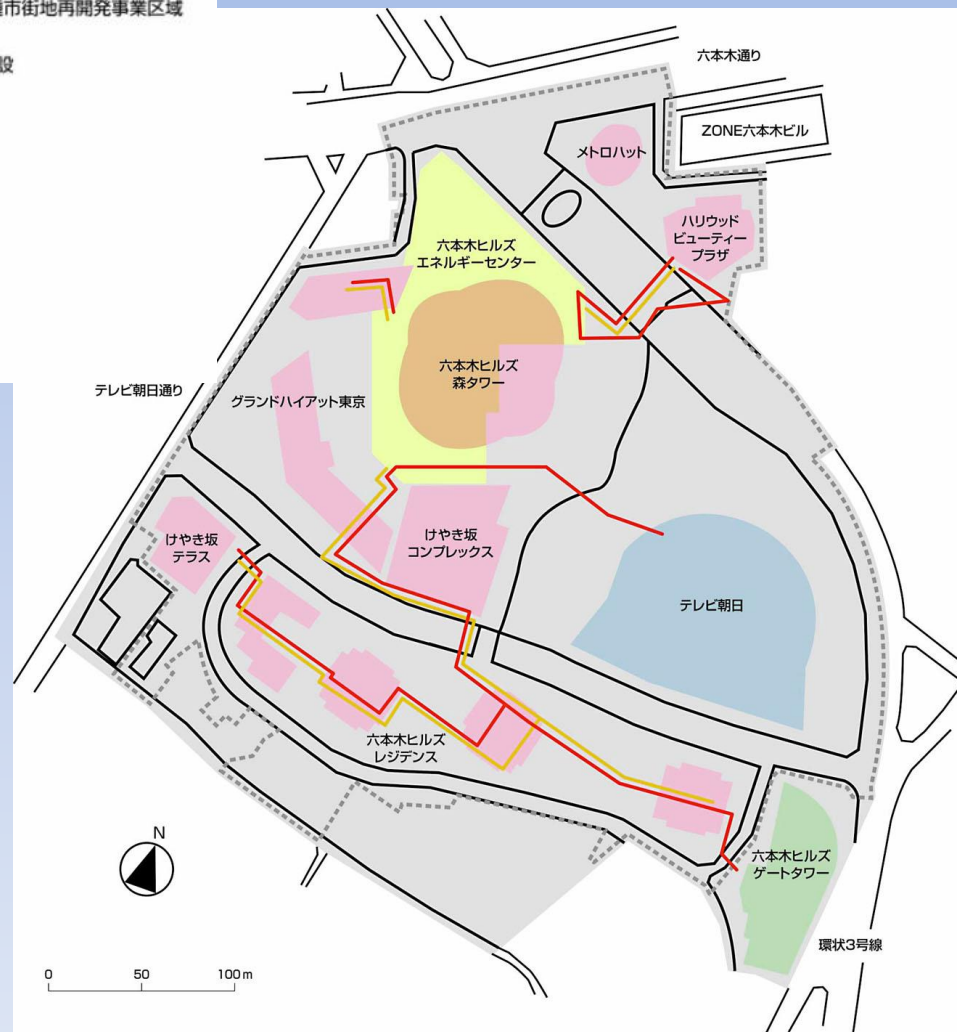 市街地再開発事業区域
設
六本木通り
ZONE六本木ビル
メトロハット
ハリウッド
ビューティー
プラザ
六本木ヒルズ
エネルギーセンター
六本木ヒルズ
森タワー
テレビ朝日通り
グランドハイアット東京
けやき坂
テラス
けやき坂
コンプレックス
テレビ朝日
六本木ヒルズ
レジデンス
N
六本木ヒルズ
ゲートタワー
環状3号線
0 50 100m